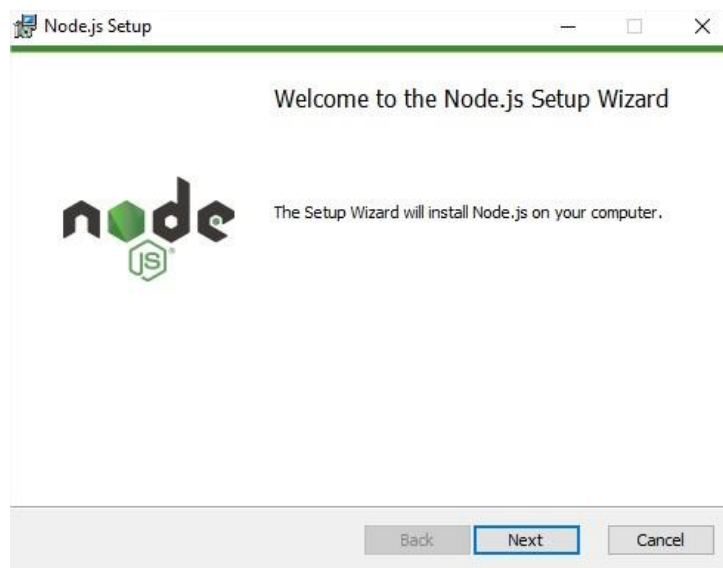 Node.js Setup
Welcome to the Node.js Setup Wizard
The Setup Wizard will install Node.js on your computer.
node
JS
Back Next Cancel